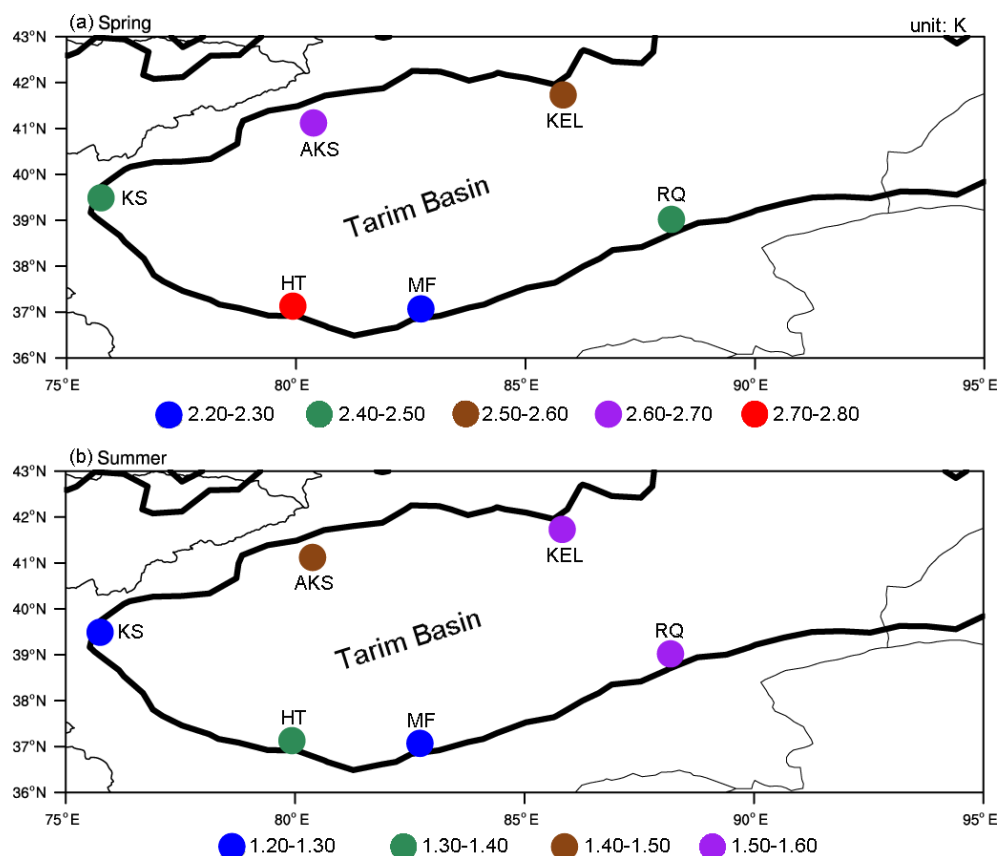 (a) Spring unit: K
43°N
42°N
41°N
40°N
39°N
38°N
37°N
36°N
KEL
AKS
KS
RQ
Tarim Basin
HT
MF
75°E 80°E 85°E 90°E 95°E
2.20-2.30 2.40-2.50 2.50-2.60 2.60-2.70 2.70-2.80
(b) Summer
43°N
42°N
41°N
40°N
39°N
38°N
37°N
36°N
KEL
AKS
KS
RQ
Tarim Basin
HT
MF
75°E 80°E 85°E 90°E 95°E
1.20-1.30 1.30-1.40 1.40-1.50 1.50-1.60